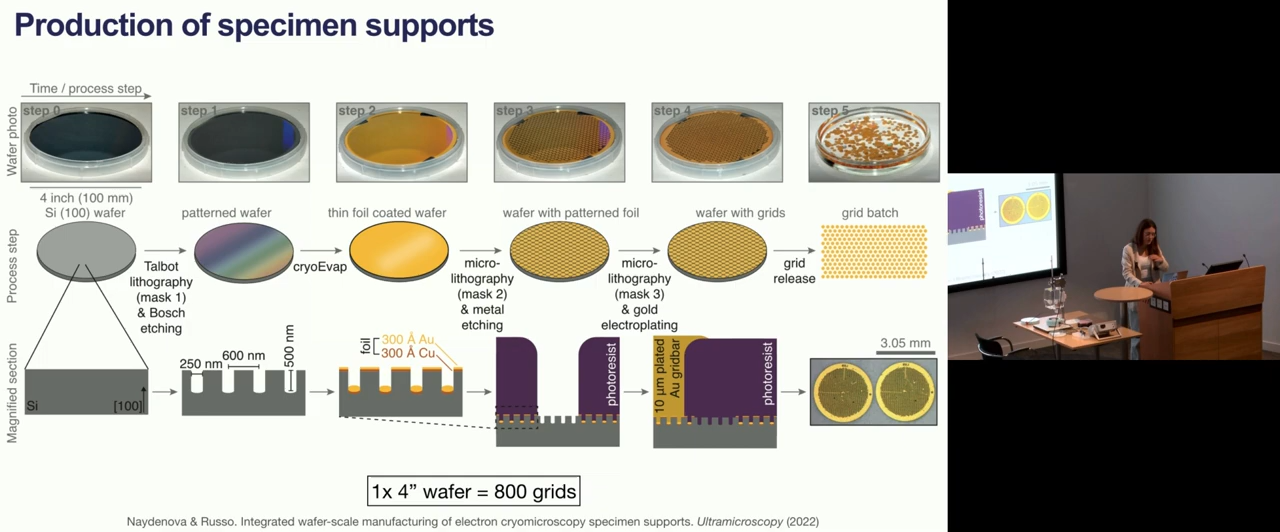 Production of specimen supports
Time / process step
Wafer photo
step 0
step 1
step 2
step 3
step 4
step 5
4 inch (100 mm)
Si (100) wafer
patterned wafer
thin foil coated wafer
wafer with patterned foil
wafer with grids
grid batch
Process step
Talbot
lithography
(mask 1)
& Bosch
etching
cryoEvap
micro-
lithography
(mask 2)
& metal
etching
micro-
lithography
(mask 3)
& gold
electroplating
grid
release
Magnified section
Si
[100]
250 nm
600 nm
500 nm
foil
300 Å Au
300 Å Cu
photoresist
10 µm plated
Au gridbar
photoresist
3.05 mm
1x 4” wafer = 800 grids
Naydenova & Russo. Integrated wafer-scale manufacturing of electron cryomicroscopy specimen supports. Ultramicroscopy (2022)
photoresist